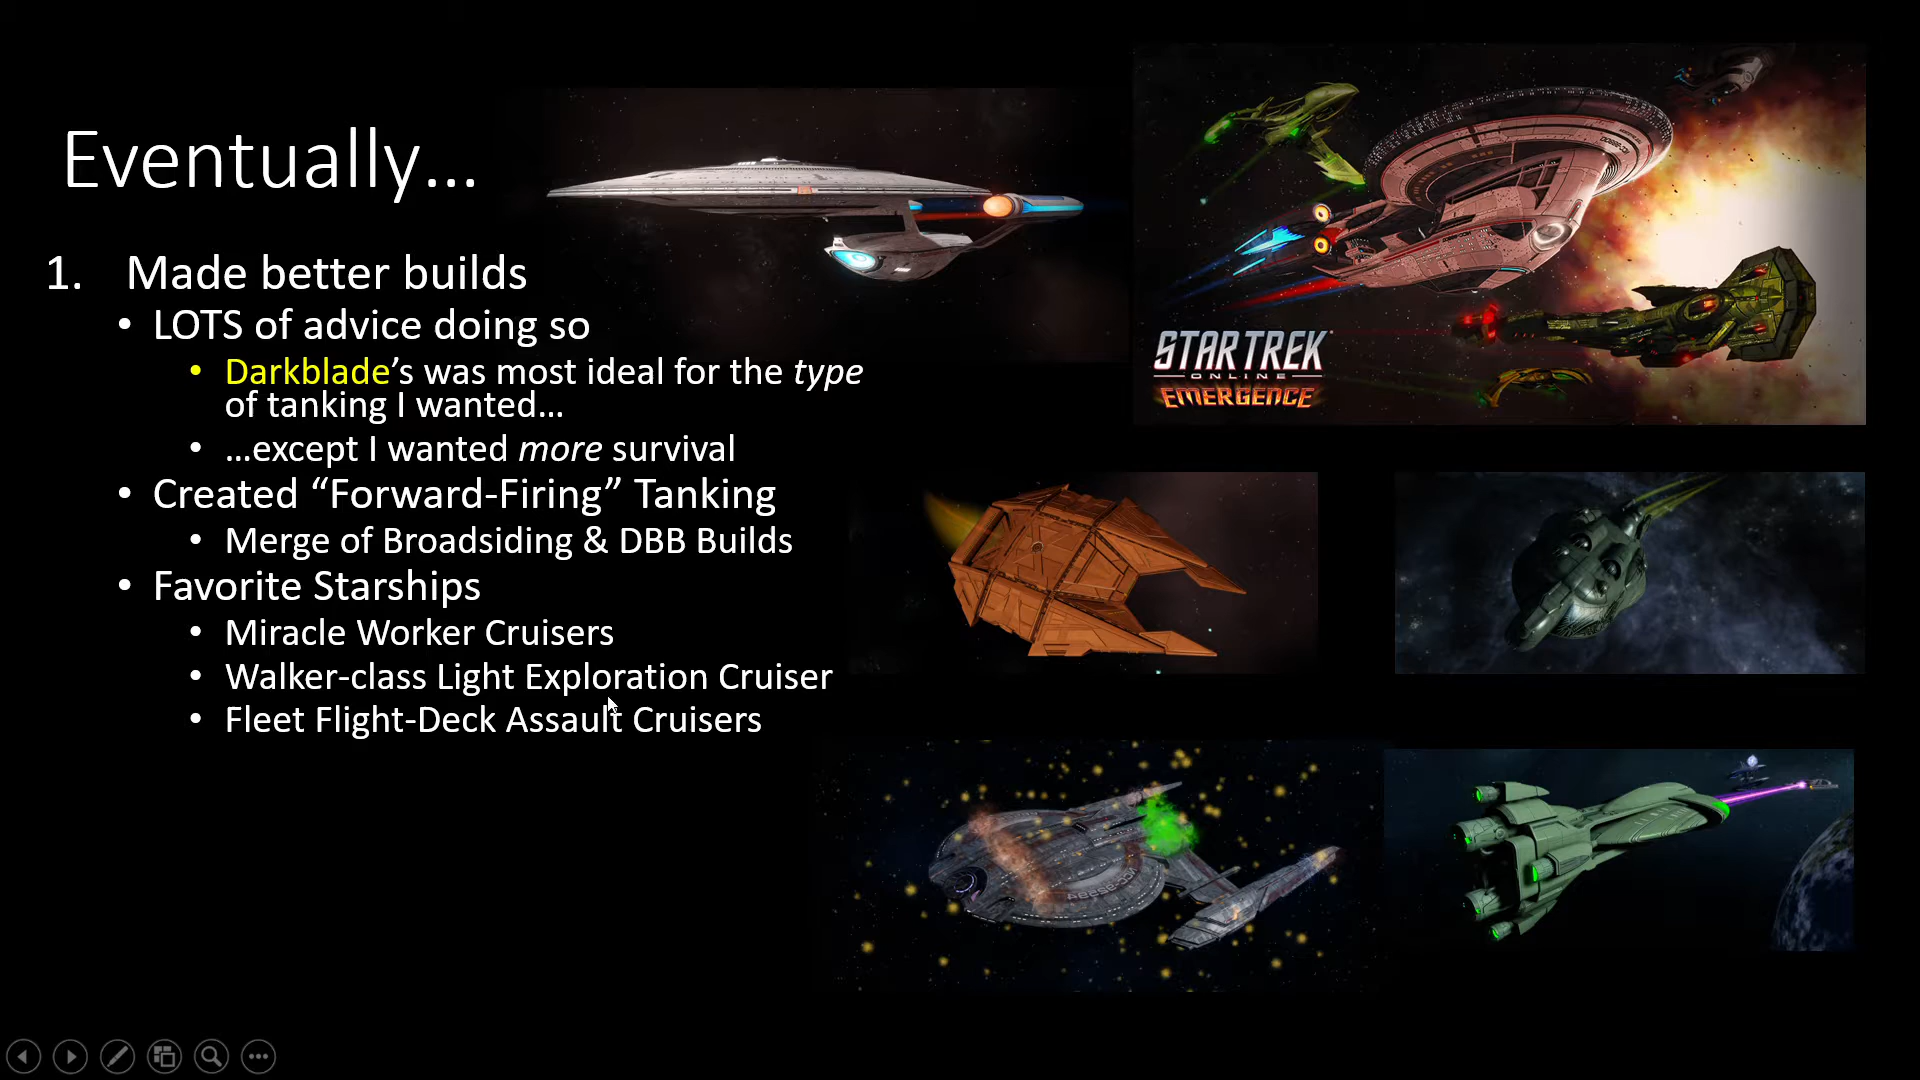 Eventually...
1. Made better builds
• LOTS of advice doing so
• Darkblade's was most ideal for the type
of tanking I wanted...
• ...except I wanted more survival
• Created “Forward-Firing” Tanking
• Merge of Broadsiding & DBB Builds
• Favorite Starships
• Miracle Worker Cruisers
• Walker-class Light Exploration Cruiser
• Fleet Flight-Deck Assault Cruisers
STAR TREK
ONLINE
EMERGENCE